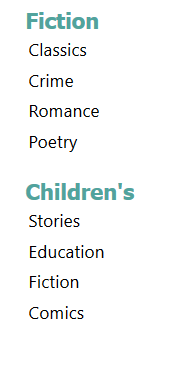 Fiction
Classics
Crime
Romance
Poetry
Children's
Stories
Education
Fiction
Comics